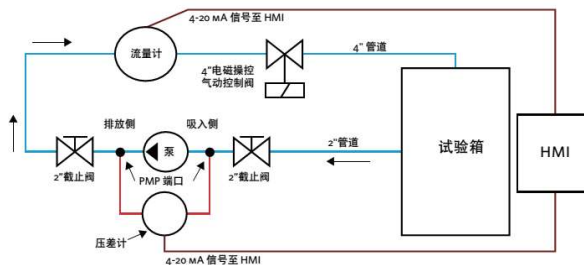 4-20 мA 信号至 HMI
流量计
4"电磁操控
气动控制阀
4" 管道
排放侧
吸入侧
泵
2"管道
试验箱
HMI
2"截止阀
PMP 端口
2"截止阀
压差计
4-20 мA 信号至 HMI